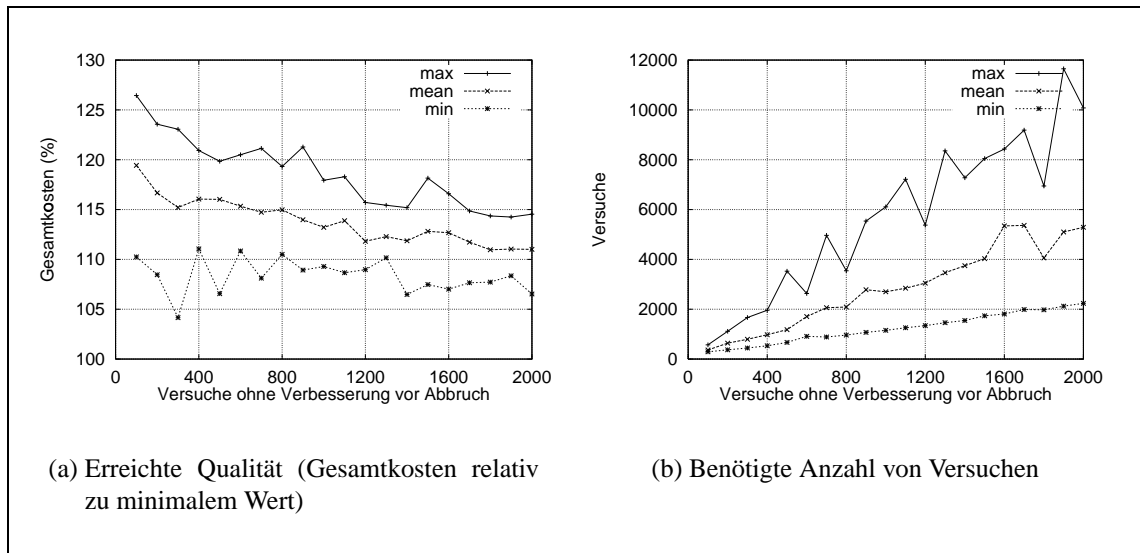 130
125
120
115
110
105
100
Gesamtkosten (%)
max
mean
min
0 400 800 1200 1600 2000
Versuche ohne Verbesserung vor Abbruch
(a) Erreichte Qualität (Gesamtkosten relativ
zu minimalem Wert)
12000
10000
8000
6000
4000
2000
0
Versuche
max
mean
min
0 400 800 1200 1600 2000
Versuche ohne Verbesserung vor Abbruch
(b) Benötigte Anzahl von Versuchen